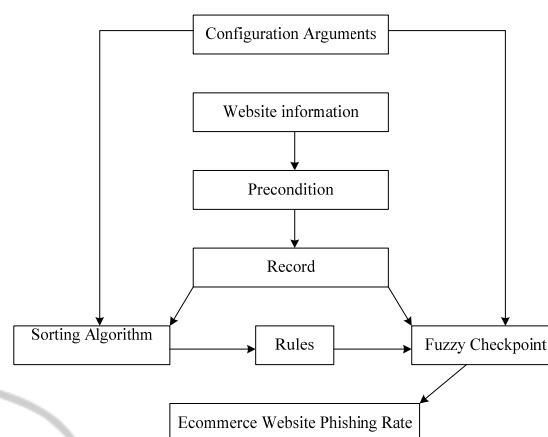 Configuration Arguments
Website information
Precondition
Record
Sorting Algorithm
Rules
Fuzzy Checkpoint
Ecommerce Website Phishing Rate